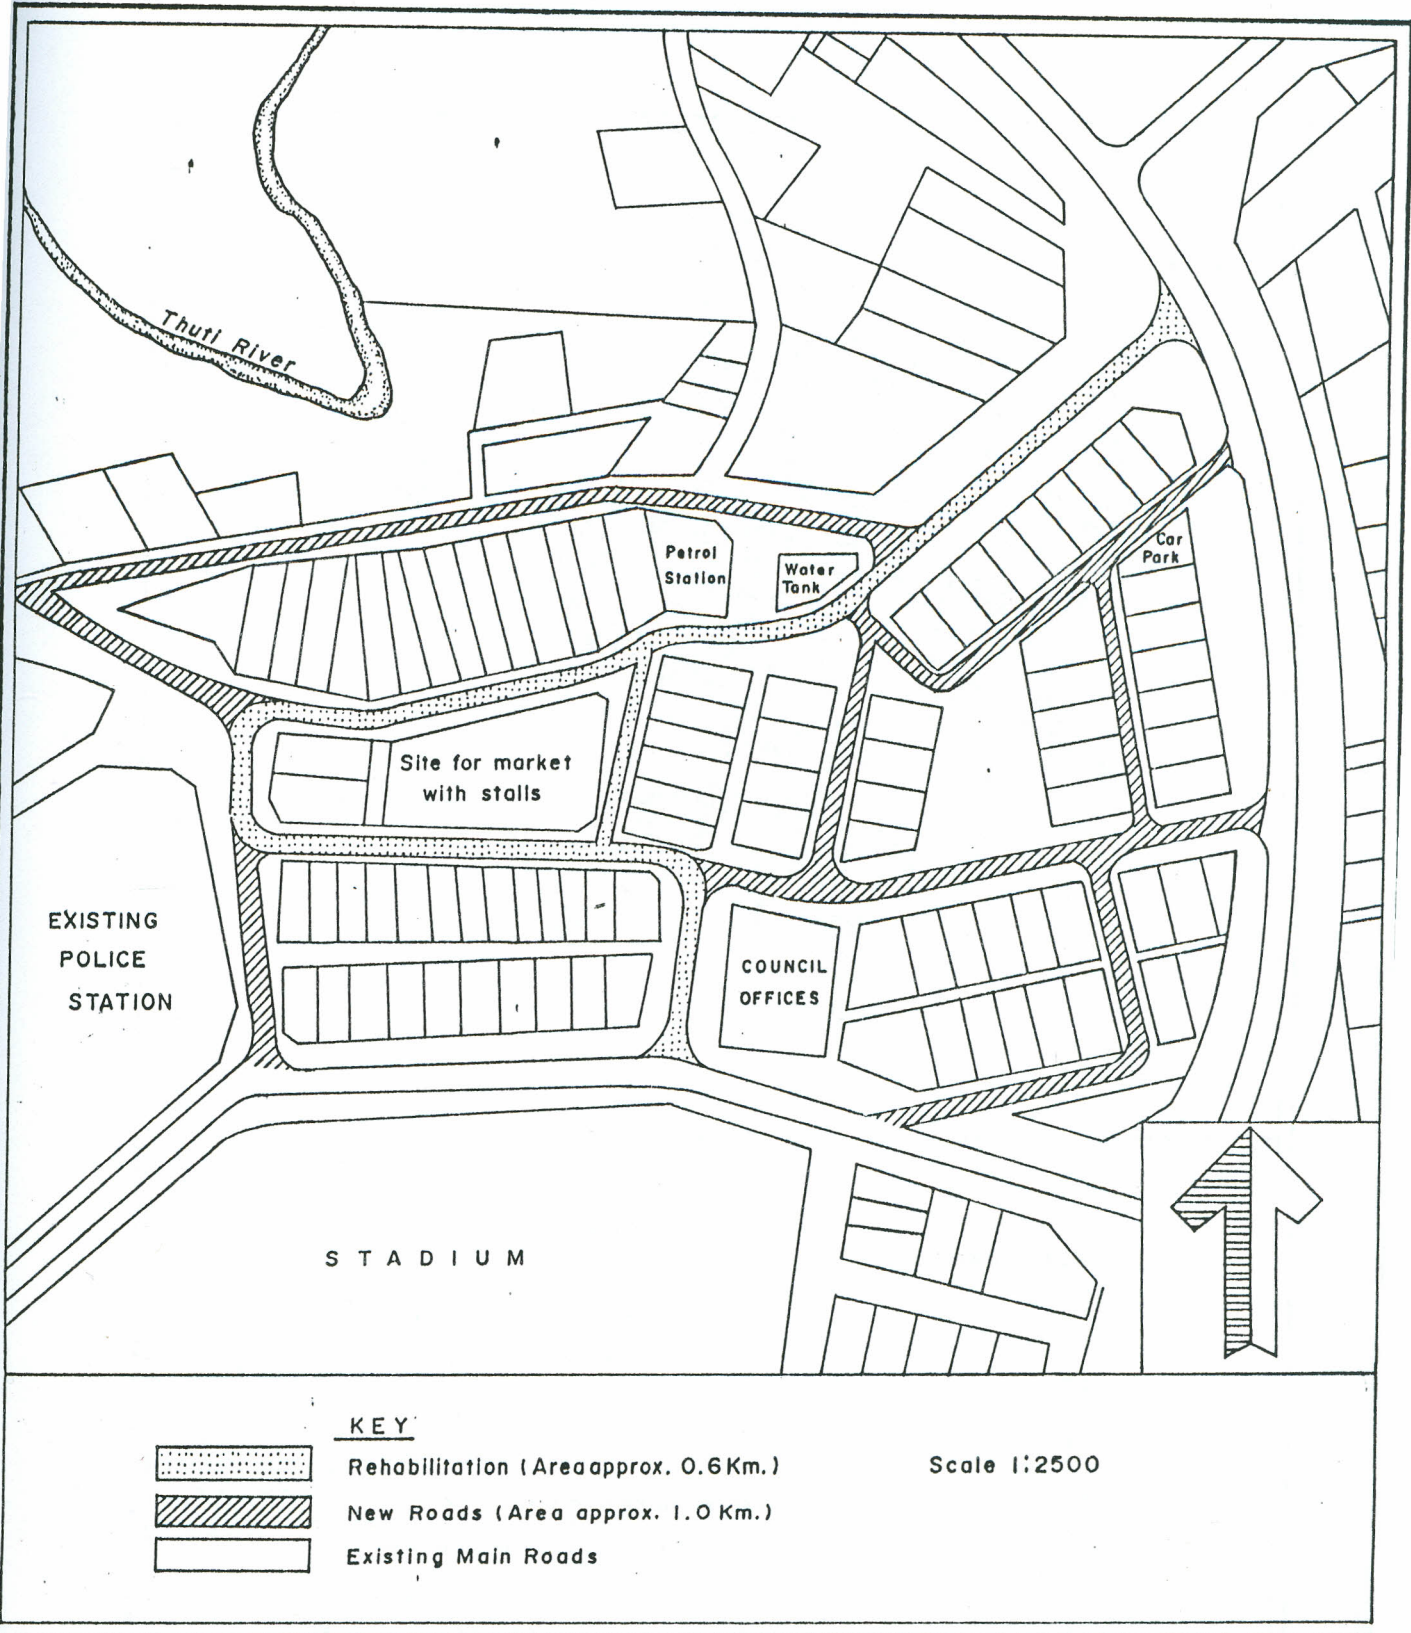 Thuti River
Petrol
Station
Water
Tank
Car
Park
Site for market
with stalls
EXISTING
POLICE
STATION
COUNCIL
OFFICES
STADIUM
KEY
Rehabilitation (Area approx. 0.6 Km.)
Scale 1:2500
New Roads (Area approx. 1.0 Km.)
Existing Main Roads